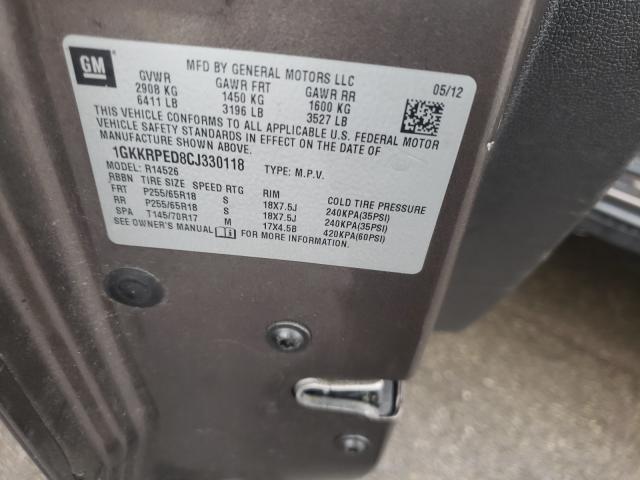 GM
MFD BY GENERAL MOTORS LLC
05/12
GVWR GAWR FRT GAWR RR
2908 KG 1450 KG 1600 KG
6411 LB 3196 LB 3527 LB
THIS VEHICLE CONFORMS TO ALL APPLICABLE U.S. FEDERAL MOTOR
VEHICLE SAFETY STANDARDS IN EFFECT ON THE DATE OF
MANUFACTURE SHOWN ABOVE.
1GKKRPED8CJ330118 TYPE: M.P.V.
MODEL: R14526
RBBN TIRE SIZE SPEED RTG RIM COLD TIRE PRESSURE
FRT P255/65R18 S 18X7.5J 240KPA(35PSI)
RR P255/65R18 S 18X7.5J 240KPA(35PSI)
SPA T145/70R17 M 17X4.5B 420KPA(60PSI)
SEE OWNER'S MANUAL FOR MORE INFORMATION.